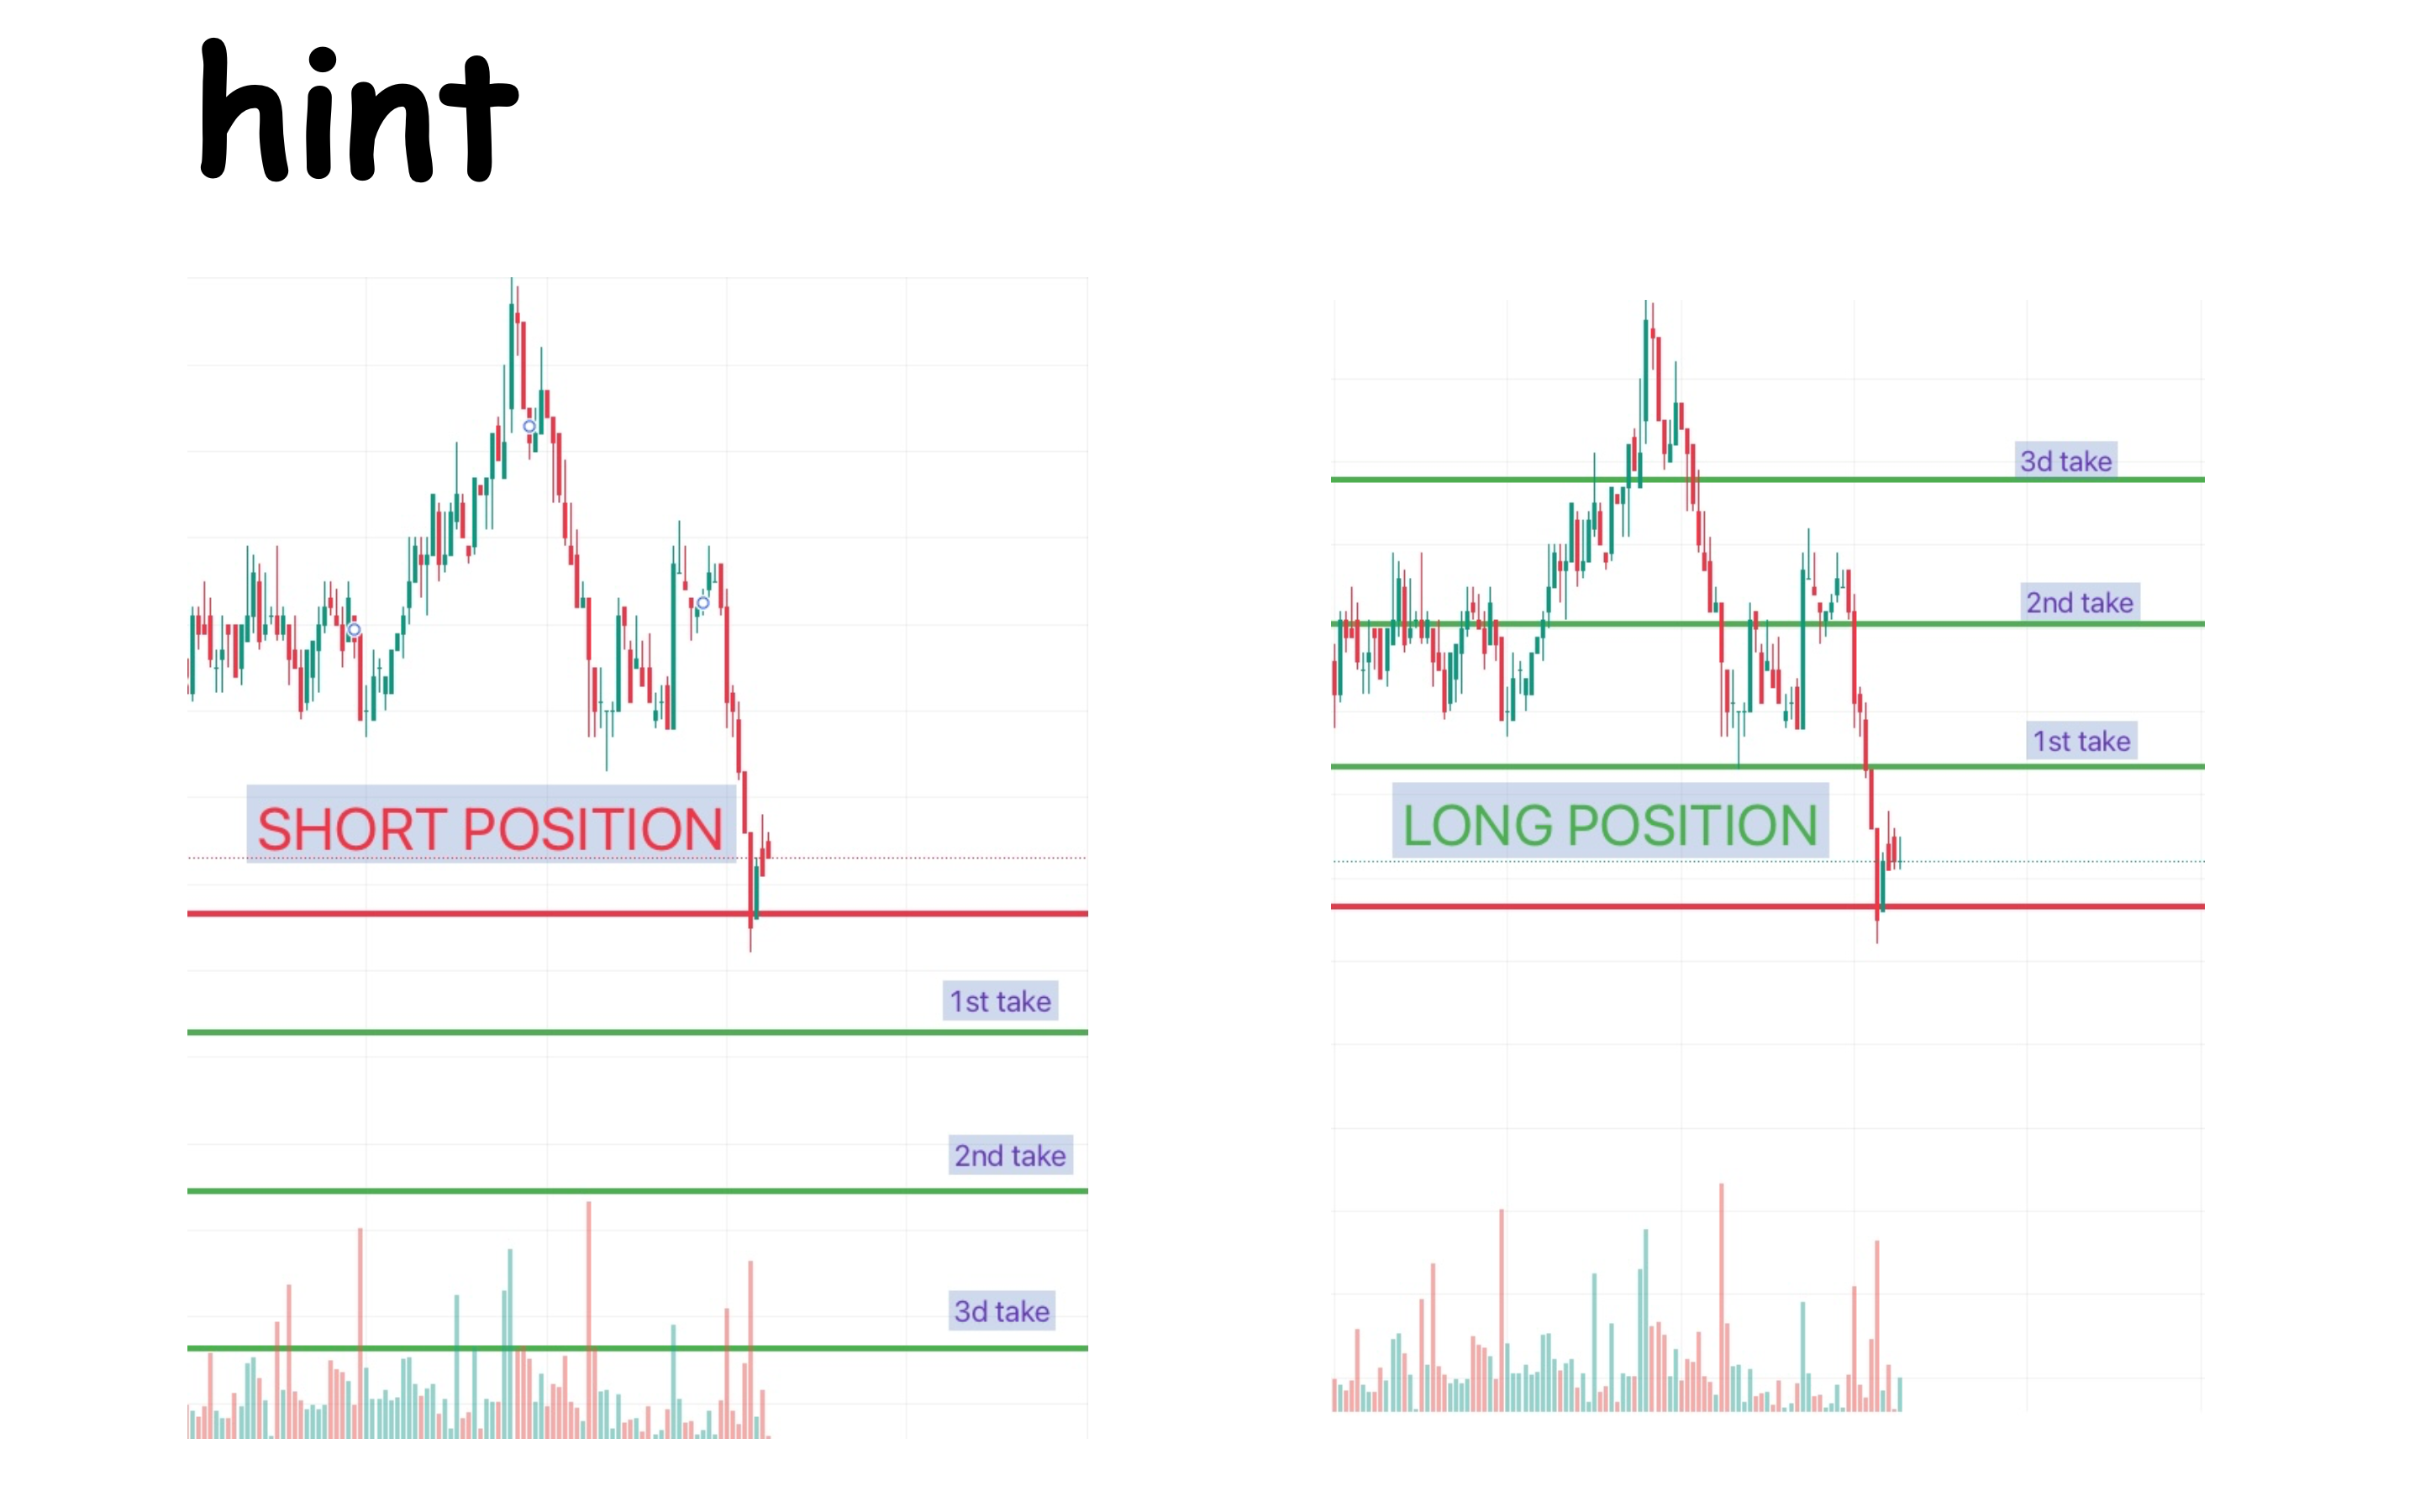 hint
SHORT POSITION
1st take
2nd take
3d take
3d take
2nd take
1st take
LONG POSITION